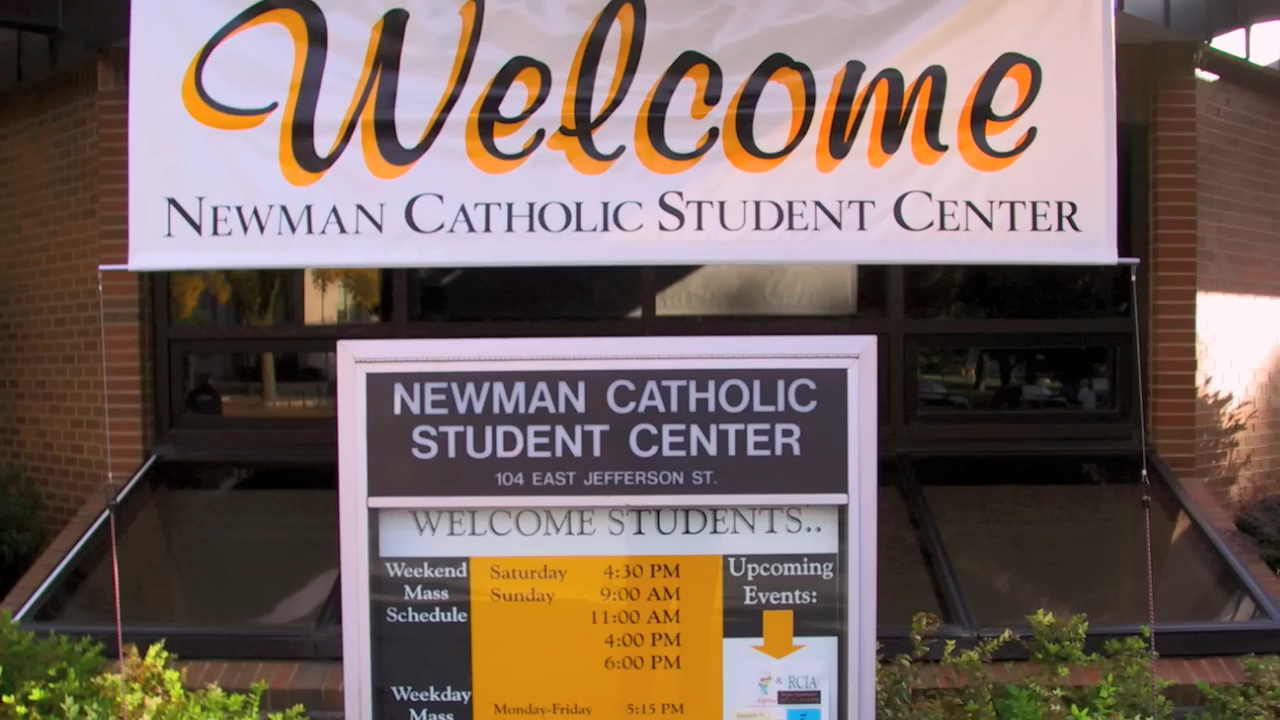 Welcome
NEWMAN CATHOLIC STUDENT CENTER
NEWMAN CATHOLIC
STUDENT CENTER
104 EAST JEFFERSON ST.
WELCOME STUDENTS..
Weekend
Mass
Schedule
Saturday 4:30 PM
Sunday 9:00 AM
11:00 AM
4:00 PM
6:00 PM
Upcoming
Events:
& RCIA
Weekday
Mass
Monday-Friday 5:15 PM